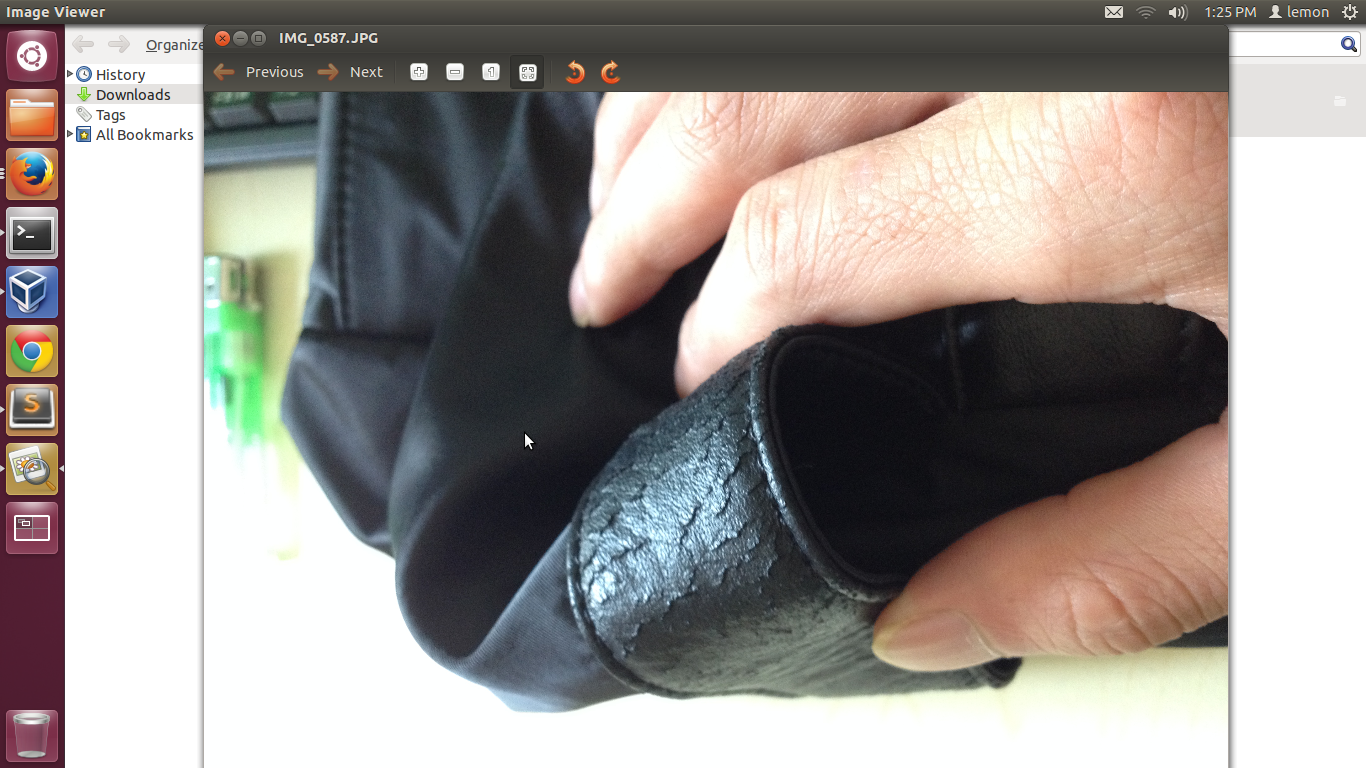 Image Viewer
1:25 PM lemon
IMG_0587.JPG
Organize
Previous Next
History
Downloads
Tags
All Bookmarks